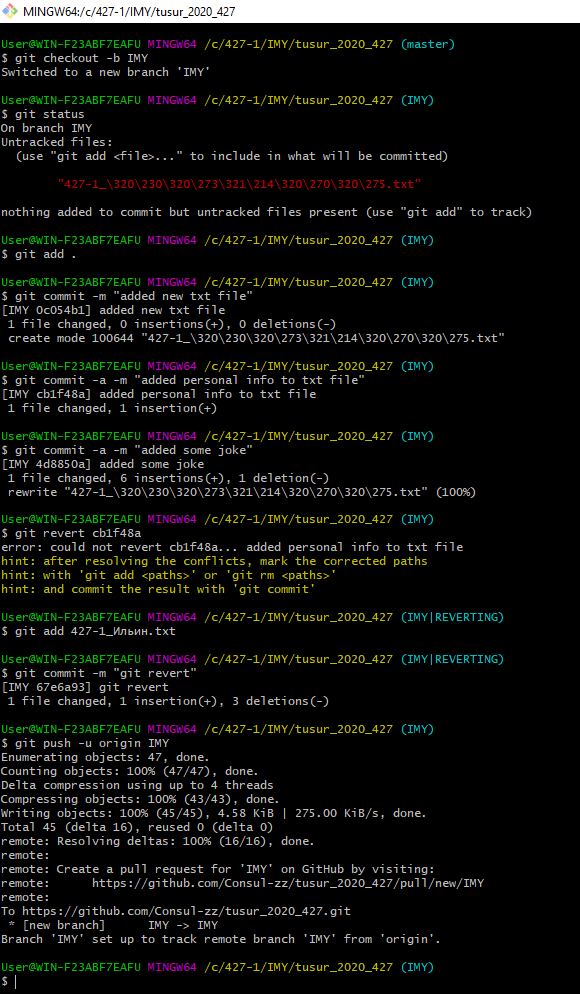 MINGW64:/c/427-1/IMY/tusur_2020_427
User@WIN-F23ABF7EAFU MINGW64 /c/427-1/IMY/tusur_2020_427 (master)
$ git checkout -b IMY
Switched to a new branch 'IMY'
User@WIN-F23ABF7EAFU MINGW64 /c/427-1/IMY/tusur_2020_427 (IMY)
$ git status
On branch IMY
Untracked files:
  (use "git add <file>..." to include in what will be committed)
        "427-1_\320\230\320\273\321\214\320\270\320\275.txt"
nothing added to commit but untracked files present (use "git add" to track)
User@WIN-F23ABF7EAFU MINGW64 /c/427-1/IMY/tusur_2020_427 (IMY)
$ git add .
User@WIN-F23ABF7EAFU MINGW64 /c/427-1/IMY/tusur_2020_427 (IMY)
$ git commit -m "added new txt file"
[IMY 0c054b1] added new txt file
 1 file changed, 0 insertions(+), 0 deletions(-)
 create mode 100644 "427-1_\320\230\320\273\321\214\320\270\320\275.txt"
User@WIN-F23ABF7EAFU MINGW64 /c/427-1/IMY/tusur_2020_427 (IMY)
$ git commit -a -m "added personal info to txt file"
[IMY cb1f48a] added personal info to txt file
 1 file changed, 1 insertion(+)
User@WIN-F23ABF7EAFU MINGW64 /c/427-1/IMY/tusur_2020_427 (IMY)
$ git commit -a -m "added some joke"
[IMY 4d8850a] added some joke
 1 file changed, 6 insertions(+), 1 deletion(-)
 rewrite "427-1_\320\230\320\273\321\214\320\270\320\275.txt" (100%)
User@WIN-F23ABF7EAFU MINGW64 /c/427-1/IMY/tusur_2020_427 (IMY)
$ git revert cb1f48a
error: could not revert cb1f48a... added personal info to txt file
hint: after resolving the conflicts, mark the corrected paths
hint: with 'git add <paths>' or 'git rm <paths>'
hint: and commit the result with 'git commit'
User@WIN-F23ABF7EAFU MINGW64 /c/427-1/IMY/tusur_2020_427 (IMY|REVERTING)
$ git add 427-1_Ильин.txt
User@WIN-F23ABF7EAFU MINGW64 /c/427-1/IMY/tusur_2020_427 (IMY|REVERTING)
$ git commit -m "git revert"
[IMY 67e6a93] git revert
 1 file changed, 1 insertion(+), 3 deletions(-)
User@WIN-F23ABF7EAFU MINGW64 /c/427-1/IMY/tusur_2020_427 (IMY)
$ git push -u origin IMY
Enumerating objects: 47, done.
Counting objects: 100% (47/47), done.
Delta compression using up to 4 threads
Compressing objects: 100% (43/43), done.
Writing objects: 100% (45/45), 4.58 KiB | 275.00 KiB/s, done.
Total 45 (delta 16), reused 0 (delta 0)
remote: Resolving deltas: 100% (16/16), done.
remote:
remote: Create a pull request for 'IMY' on GitHub by visiting:
remote:      https://github.com/Consul-zz/tusur_2020_427/pull/new/IMY
remote:
To https://github.com/Consul-zz/tusur_2020_427.git
 * [new branch]      IMY -> IMY
Branch 'IMY' set up to track remote branch 'IMY' from 'origin'.
User@WIN-F23ABF7EAFU MINGW64 /c/427-1/IMY/tusur_2020_427 (IMY)
$